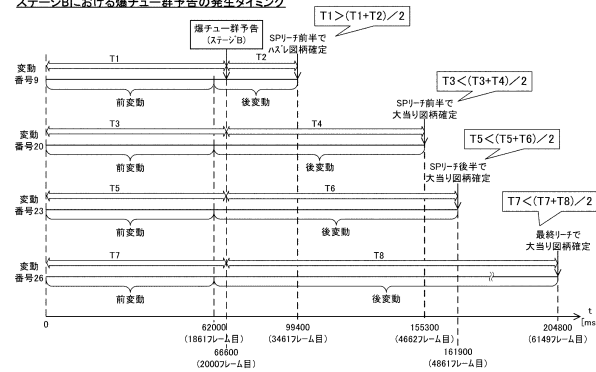 ステージBにおける爆チュー群予告の発生タイミング
爆チュー群予告
(ステージB)
SPリーチ前半で
ハズレ図柄確定
T1>(T1+T2)/2
変動
番号9
T1
T2
前変動
後変動
SPリーチ前半で
大当り図柄確定
T3<(T3+T4)/2
変動
番号20
T3
T4
前変動
後変動
SPリーチ後半で
大当り図柄確定
T5<(T5+T6)/2
変動
番号23
T5
T6
前変動
後変動
最終リーチで
大当り図柄確定
T7<(T7+T8)/2
変動
番号26
T7
T8
前変動
後変動
t
[ms]
0
62000
(1861フレーム目)
66600
(2000フレーム目)
99400
(3461フレーム目)
155300
(4662フレーム目)
161900
(4861フレーム目)
204800
(61497フレーム目)